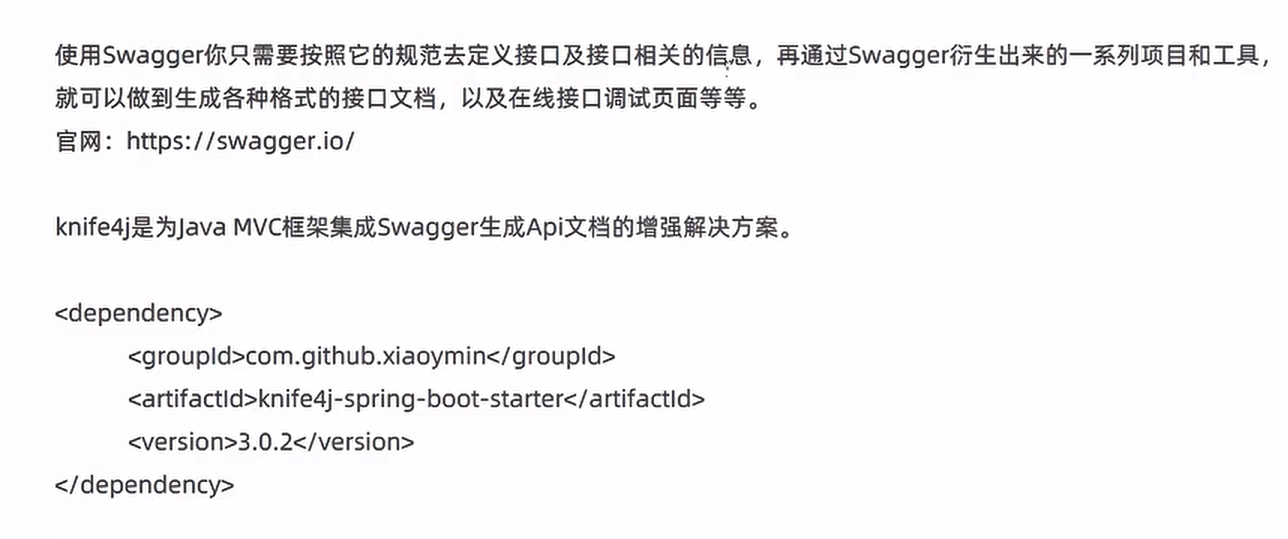 使用Swagger你只需要按照它的规范去定义接口及接口相关的信息，再通过Swagger衍生出来的一系列项目和工具，
就可以做到生成各种格式的接口文档，以及在线接口调试页面等等。
官网：https://swagger.io/
knife4j是为Java MVC框架集成Swagger生成Api文档的增强解决方案。
<dependency>
<groupId>com.github.xiaoymin</groupId>
<artifactId>knife4j-spring-boot-starter</artifactId>
<version>3.0.2</version>
</dependency>